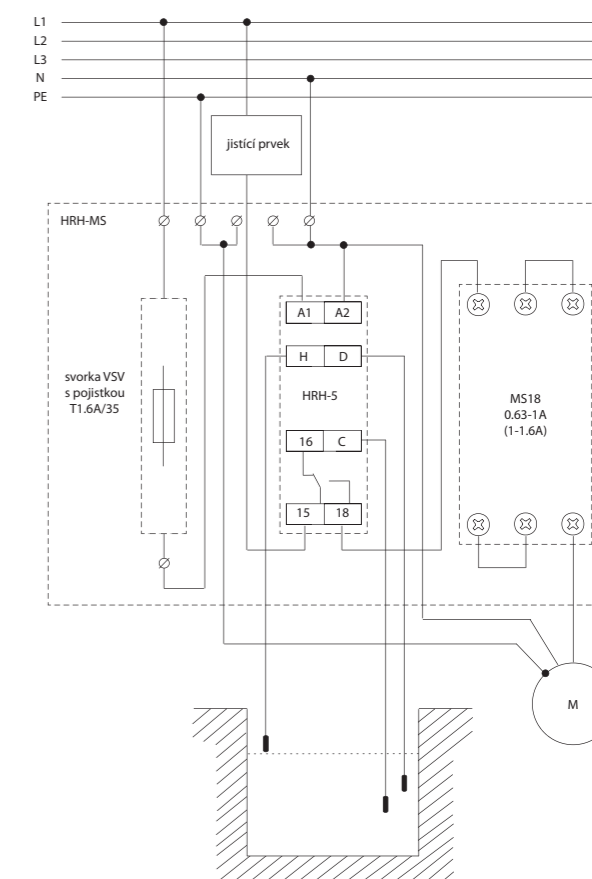 L1
L2
L3
N
PE
jistící prvek
HRH-MS
A1 A2
H D
svorka VSV
s pojistkou
T1.6A/35
HRH-5
MS18
0.63-1A
(1-1.6A)
16 C
15 18
M